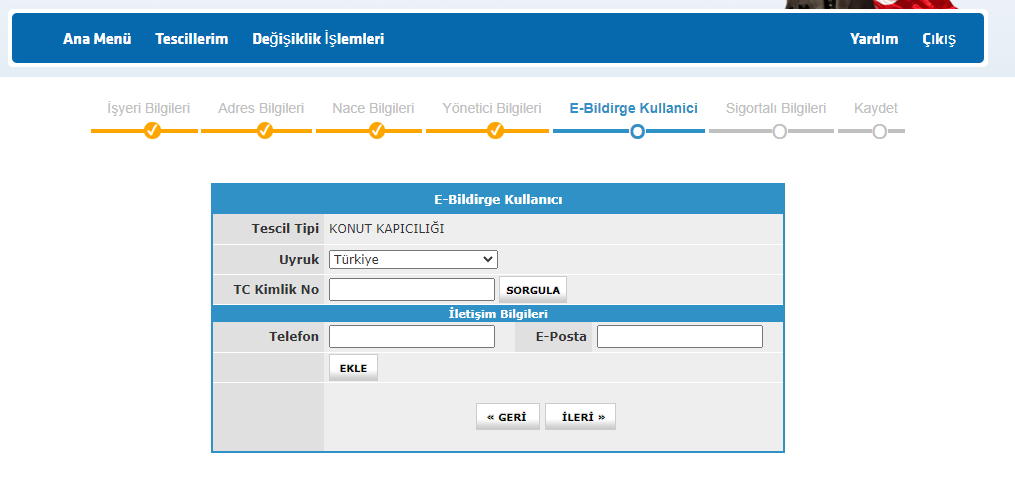 Ana Menü Tescillerim Değişiklik İşlemleri Yardım Çıkış
İşyeri Bilgileri Adres Bilgileri Nace Bilgileri Yönetici Bilgileri E-Bildirge Kullanici Sigortalı Bilgileri Kaydet
E-Bildirge Kullanıcı
Tescil Tipi KONUT KAPICILIĞI
Uyruk Türkiye
TC Kimlik No SORGULA
İletişim Bilgileri
Telefon E-Posta
EKLE
« GERİ İLERİ »